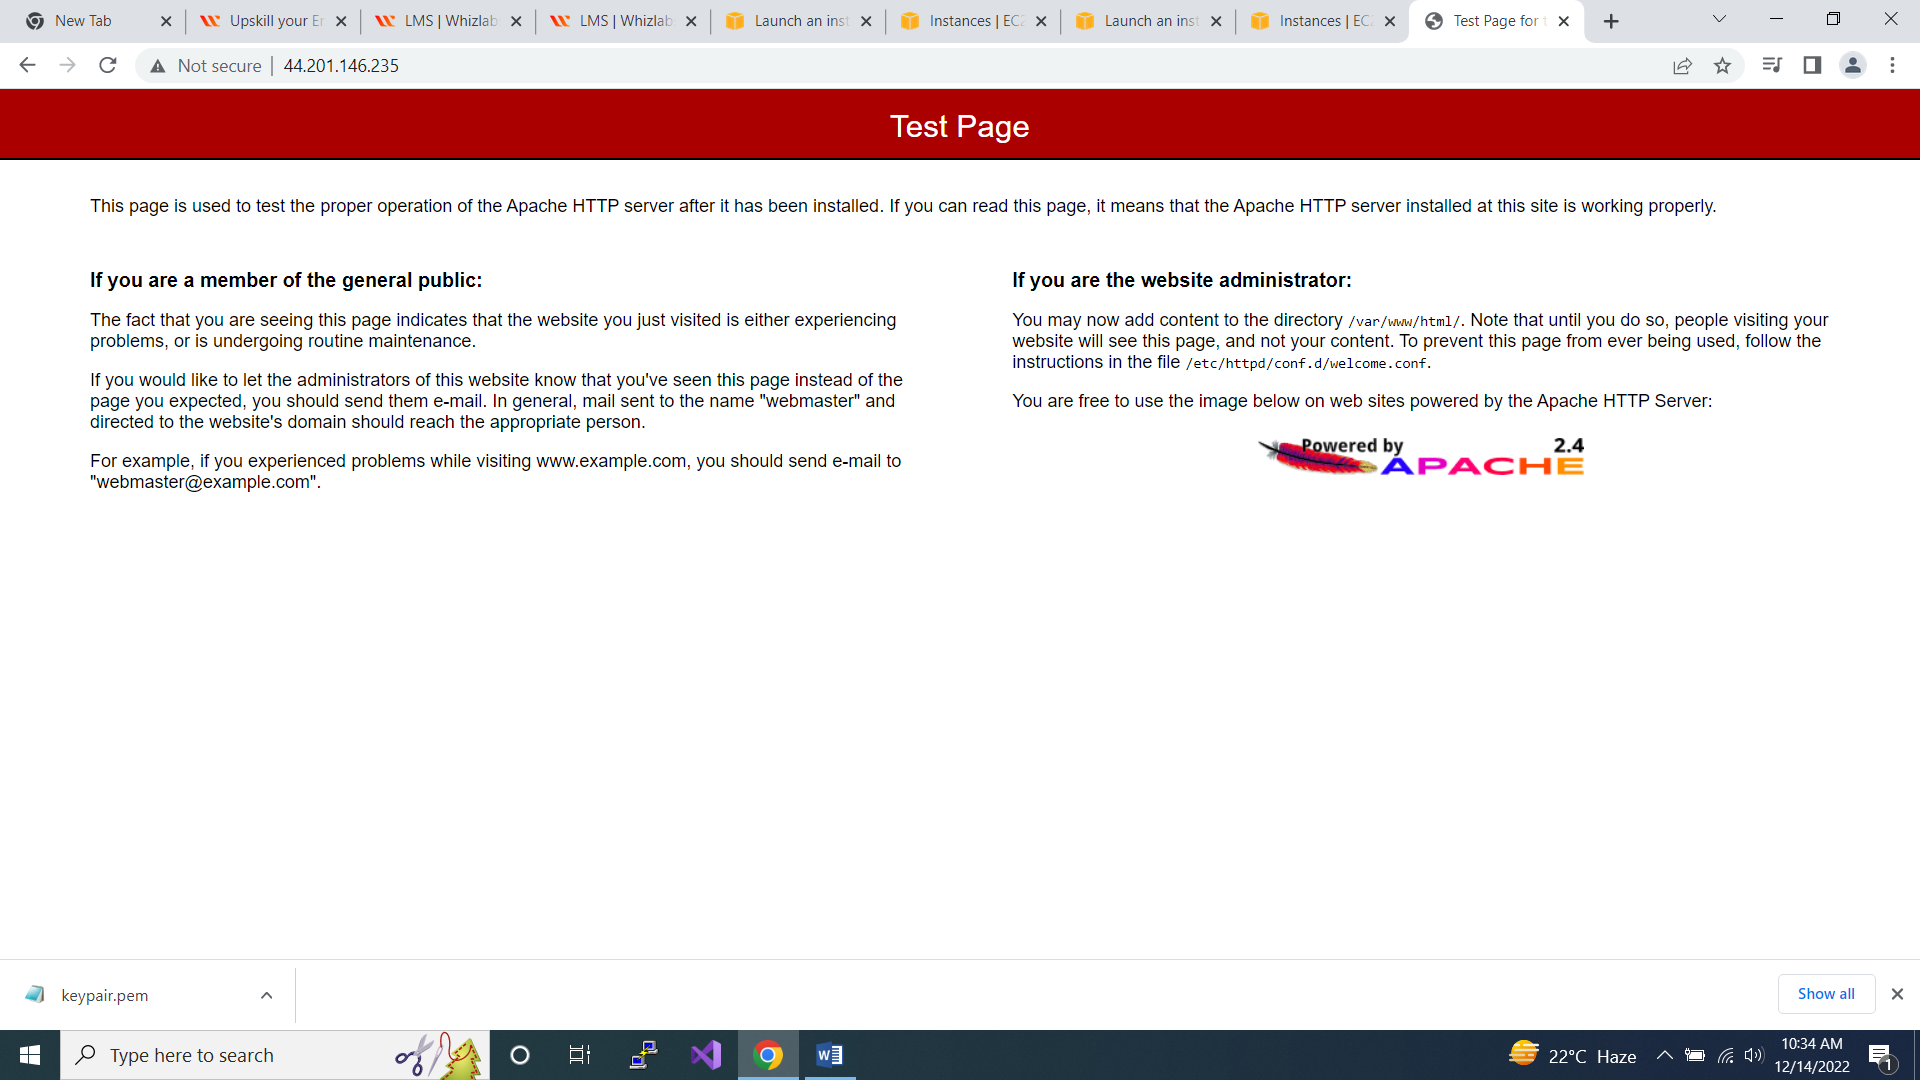 New Tab
Upskill your En
LMS | Whizlab
LMS | Whizlab
Launch an inst
Instances | EC2
Launch an inst
Instances | EC2
Test Page for t
Not secure
44.201.146.235
Test Page
This page is used to test the proper operation of the Apache HTTP server after it has been installed. If you can read this page, it means that the Apache HTTP server installed at this site is working properly.
If you are a member of the general public:
The fact that you are seeing this page indicates that the website you just visited is either experiencing
problems, or is undergoing routine maintenance.
If you would like to let the administrators of this website know that you've seen this page instead of the
page you expected, you should send them e-mail. In general, mail sent to the name "webmaster" and
directed to the website's domain should reach the appropriate person.
For example, if you experienced problems while visiting www.example.com, you should send e-mail to
"webmaster@example.com".
If you are the website administrator:
You may now add content to the directory /var/www/html/. Note that until you do so, people visiting your
website will see this page, and not your content. To prevent this page from ever being used, follow the
instructions in the file /etc/httpd/conf.d/welcome.conf.
You are free to use the image below on web sites powered by the Apache HTTP Server:
Powered by 2.4
APACHE
keypair.pem
Show all
Type here to search
22°C Haze
10:34 AM
12/14/2022
1